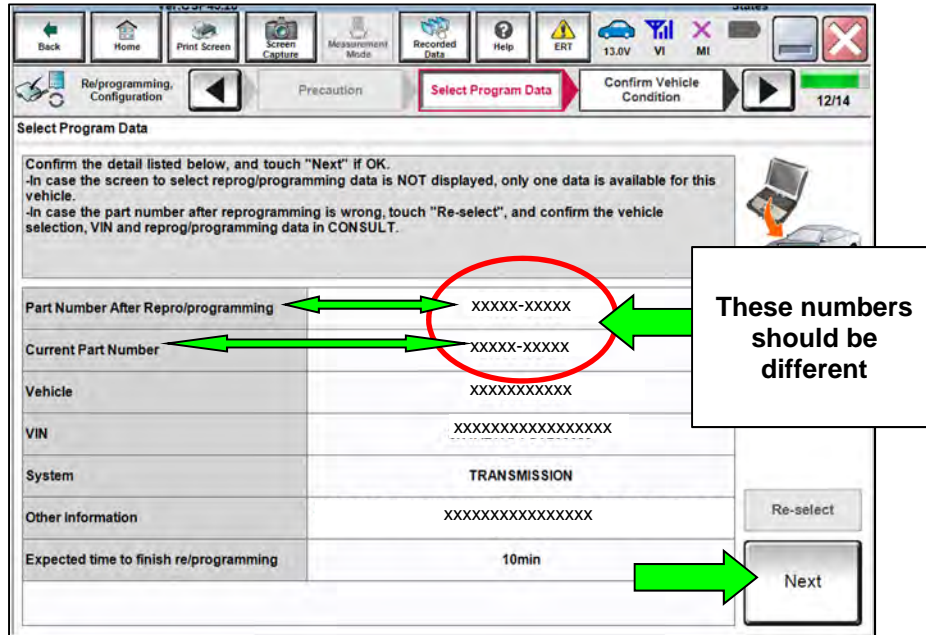 Back
Home
Print Screen
Screen
Capture
Measurement
Mode
Recorded
Data
Help
ERT
13.0V
VI
MI
Re/programming,
Configuration
Precaution
Select Program Data
Confirm Vehicle
Condition
12/14
Select Program Data
Confirm the detail listed below, and touch "Next" if OK.
-In case the screen to select reprog/programming data is NOT displayed, only one data is available for this
vehicle.
-In case the part number after reprogramming is wrong, touch "Re-select", and confirm the vehicle
selection, VIN and reprog/programming data in CONSULT.
These numbers
should be
different
Part Number After Repro/programming
XXXXX-XXXXX
Current Part Number
XXXXX-XXXXX
Vehicle
XXXXXXXXXXX
VIN
XXXXXXXXXXXXXXXXX
System
TRANSMISSION
Other Information
XXXXXXXXXXXXXXXX
Expected time to finish re/programming
10min
Re-select
Next